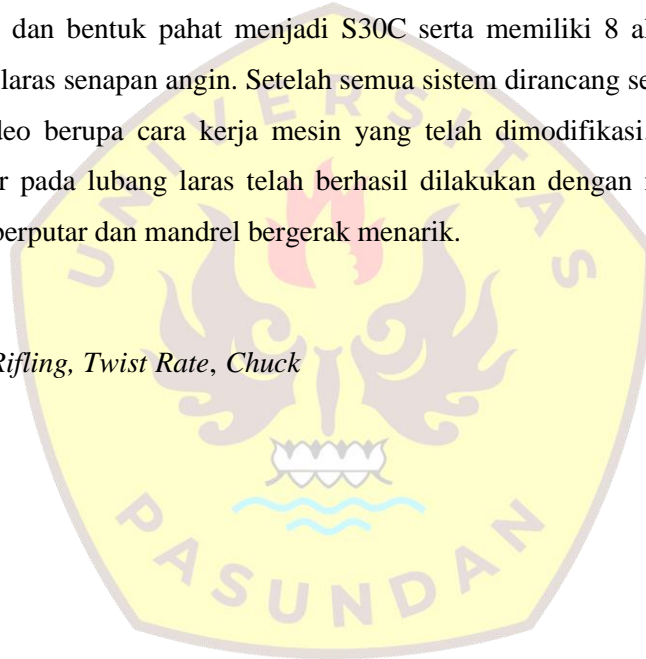 dan bentuk pahat menjadi S30C serta memiliki 8 al
laras senapan angin. Setelah semua sistem dirancang se
deo berupa cara kerja mesin yang telah dimodifikasi.
r pada lubang laras telah berhasil dilakukan dengan
berputar dan mandrel bergerak menarik.
Rifling, Twist Rate, Chuck
UNIVERSITAS
PASUNDAN